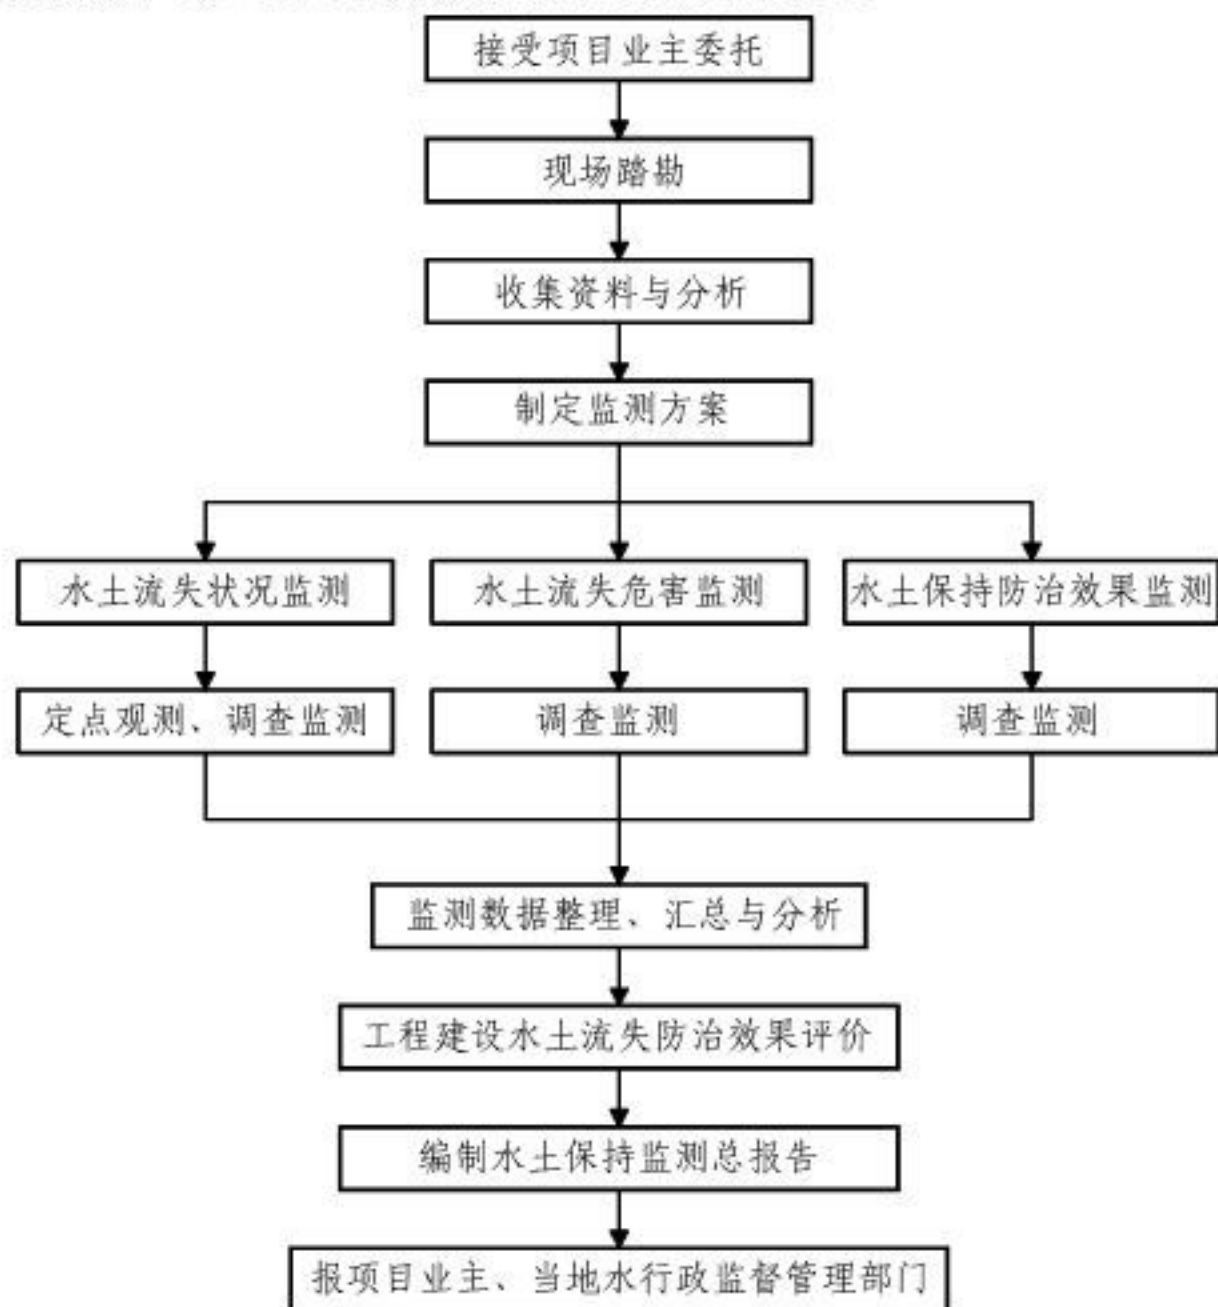 接受项目业主委托
现场踏勘
收集资料与分析
制定监测方案
水土流失状况监测
水土流失危害监测
水土保持防治效果监测
定点观测、调查监测
调查监测
调查监测
监测数据整理、汇总与分析
工程建设水土流失防治效果评价
编制水土保持监测总报告
报项目业主、当地水行政监督管理部门